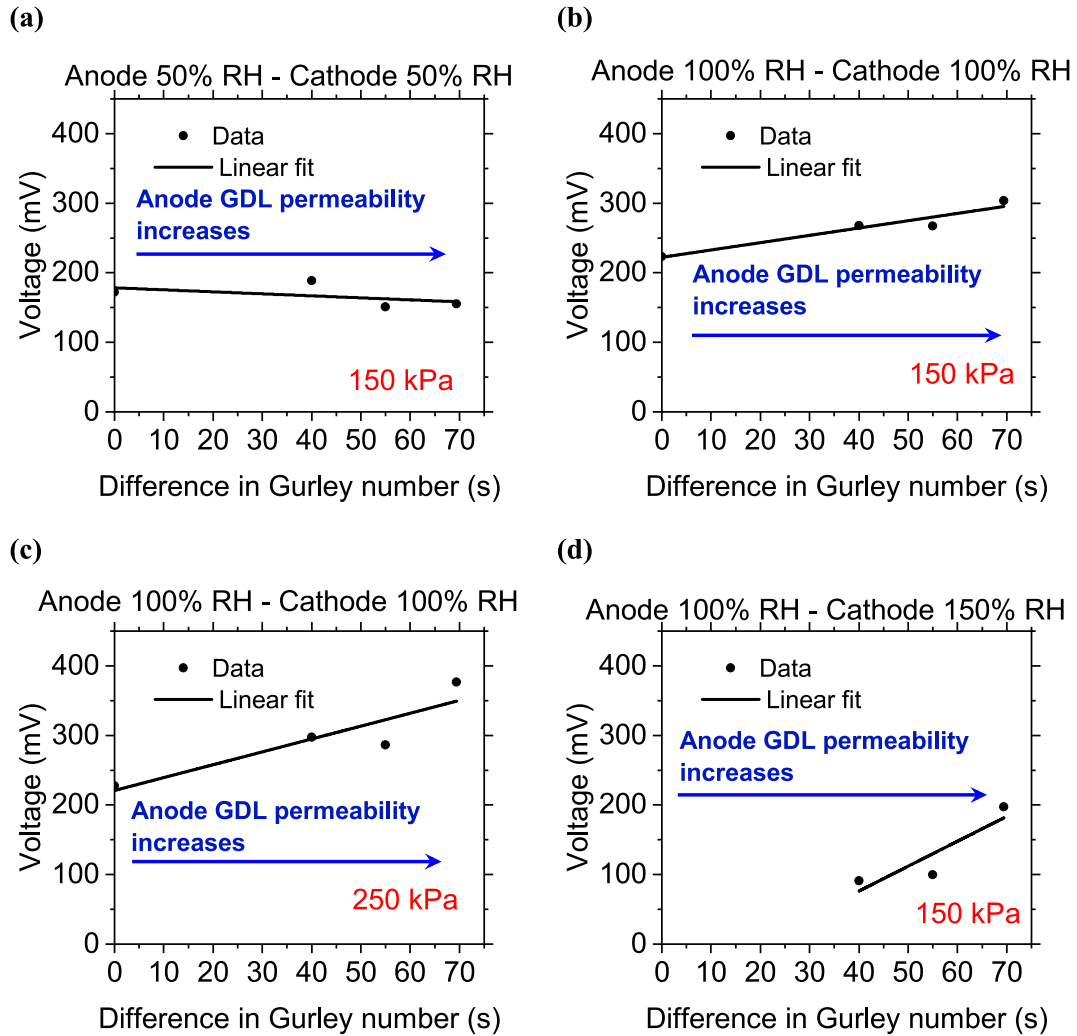 (a)
Anode 50% RH - Cathode 50% RH
Voltage (mV)
400
300
200
100
0
Data
Linear fit
Anode GDL permeability
increases
150 kPa
0 10 20 30 40 50 60 70
Difference in Gurley number (s)
(b)
Anode 100% RH - Cathode 100% RH
Voltage (mV)
400
300
200
100
0
Data
Linear fit
Anode GDL permeability
increases
150 kPa
0 10 20 30 40 50 60 70
Difference in Gurley number (s)
(c)
Anode 100% RH - Cathode 100% RH
Voltage (mV)
400
300
200
100
0
Data
Linear fit
Anode GDL permeability
increases
250 kPa
0 10 20 30 40 50 60 70
Difference in Gurley number (s)
(d)
Anode 100% RH - Cathode 150% RH
Voltage (mV)
400
300
200
100
0
Data
Linear fit
Anode GDL permeability
increases
150 kPa
0 10 20 30 40 50 60 70
Difference in Gurley number (s)